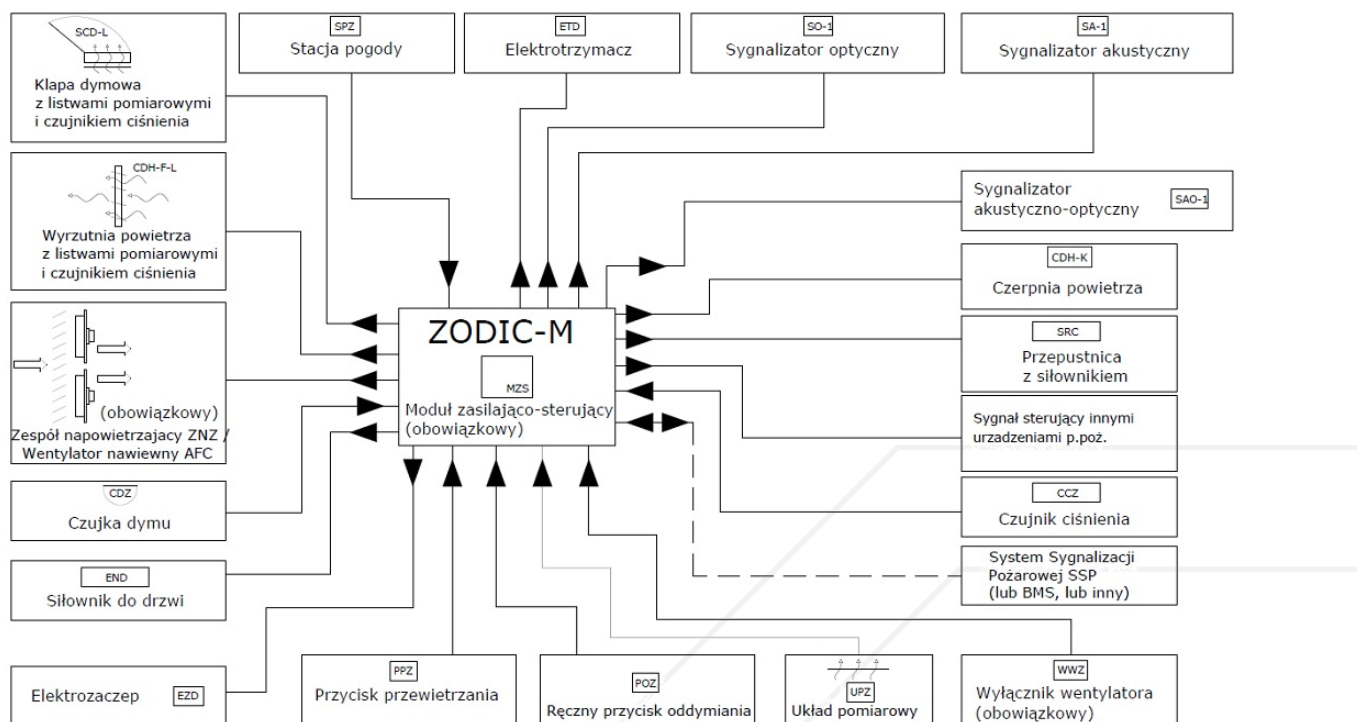 SCD-L
Klapa dymowa
z listwami pomiarowymi
i czujnikiem ciśnienia
SPZ
Stacja pogody
ETD
Elektrotrzymacz
SO-1
Sygnalizator optyczny
SA-1
Sygnalizator akustyczny
CDH-F-L
Wyrzutnia powietrza
z listwami pomiarowymi
i czujnikiem ciśnienia
Sygnalizator
akustyczno-optyczny
SAO-1
CDH-K
Czerpnia powietrza
ZODIC-M
MZS
Moduł zasilająco-sterujący
(obowiązkowy)
SRC
Przepustnica
z siłownikiem
(obowiązkowy)
Zespół napowietrzajacy ZNZ /
Wentylator nawiewny AFC
Sygnał sterujący innymi
urzadzeniami p.poż.
CDZ
Czujka dymu
CCZ
Czujnik ciśnienia
END
Siłownik do drzwi
System Sygnalizacji
Pożarowej SSP
(lub BMS, lub inny)
Elektrozaczep
EZD
PPZ
Przycisk przewietrzania
POZ
Ręczny przycisk oddymiania
UPZ
Układ pomiarowy
WWZ
Wyłącznik wentylatora
(obowiązkowy)